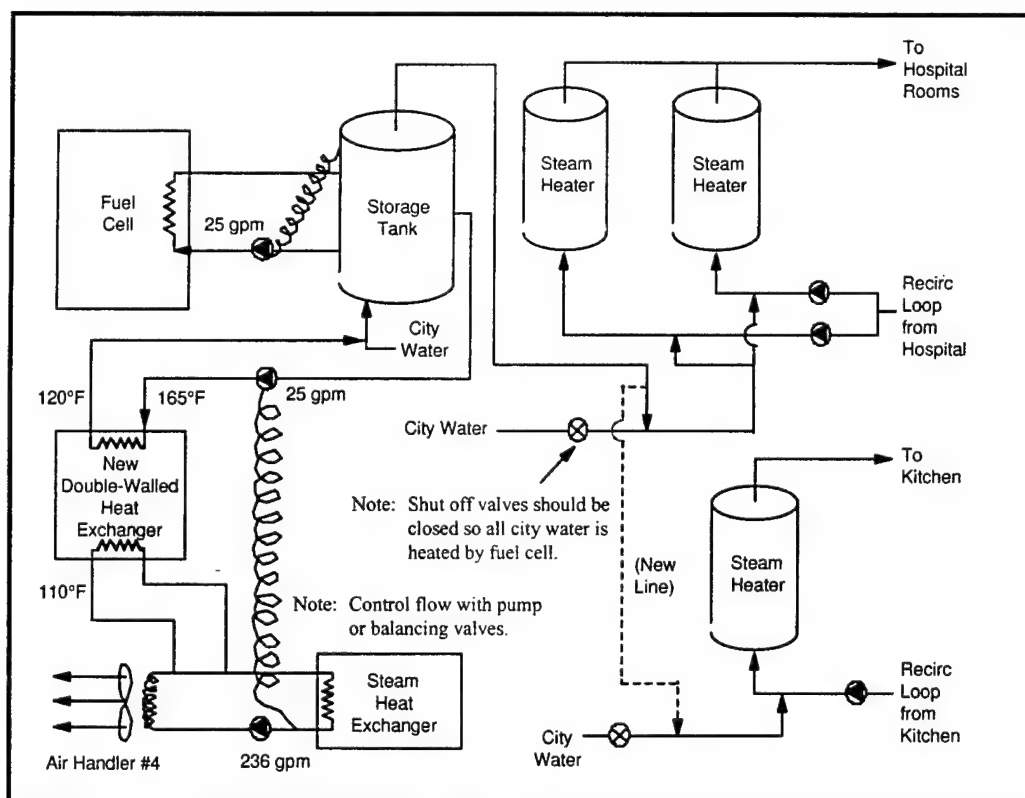 To
Hospital
Rooms
Steam
Heater
Steam
Heater
Fuel
Cell
25 gpm
Storage
Tank
City
Water
Recirc
Loop
from
Hospital
120°F
165°F
25 gpm
City Water
New
Double-Walled
Heat
Exchanger
Note: Shut off valves should be
closed so all city water is
heated by fuel cell.
To
Kitchen
Steam
Heater
(New
Line)
110°F
Note: Control flow with pump
or balancing valves.
Steam
Heat
Exchanger
Recirc
Loop
from
Kitchen
236 gpm
Air Handler #4
City
Water